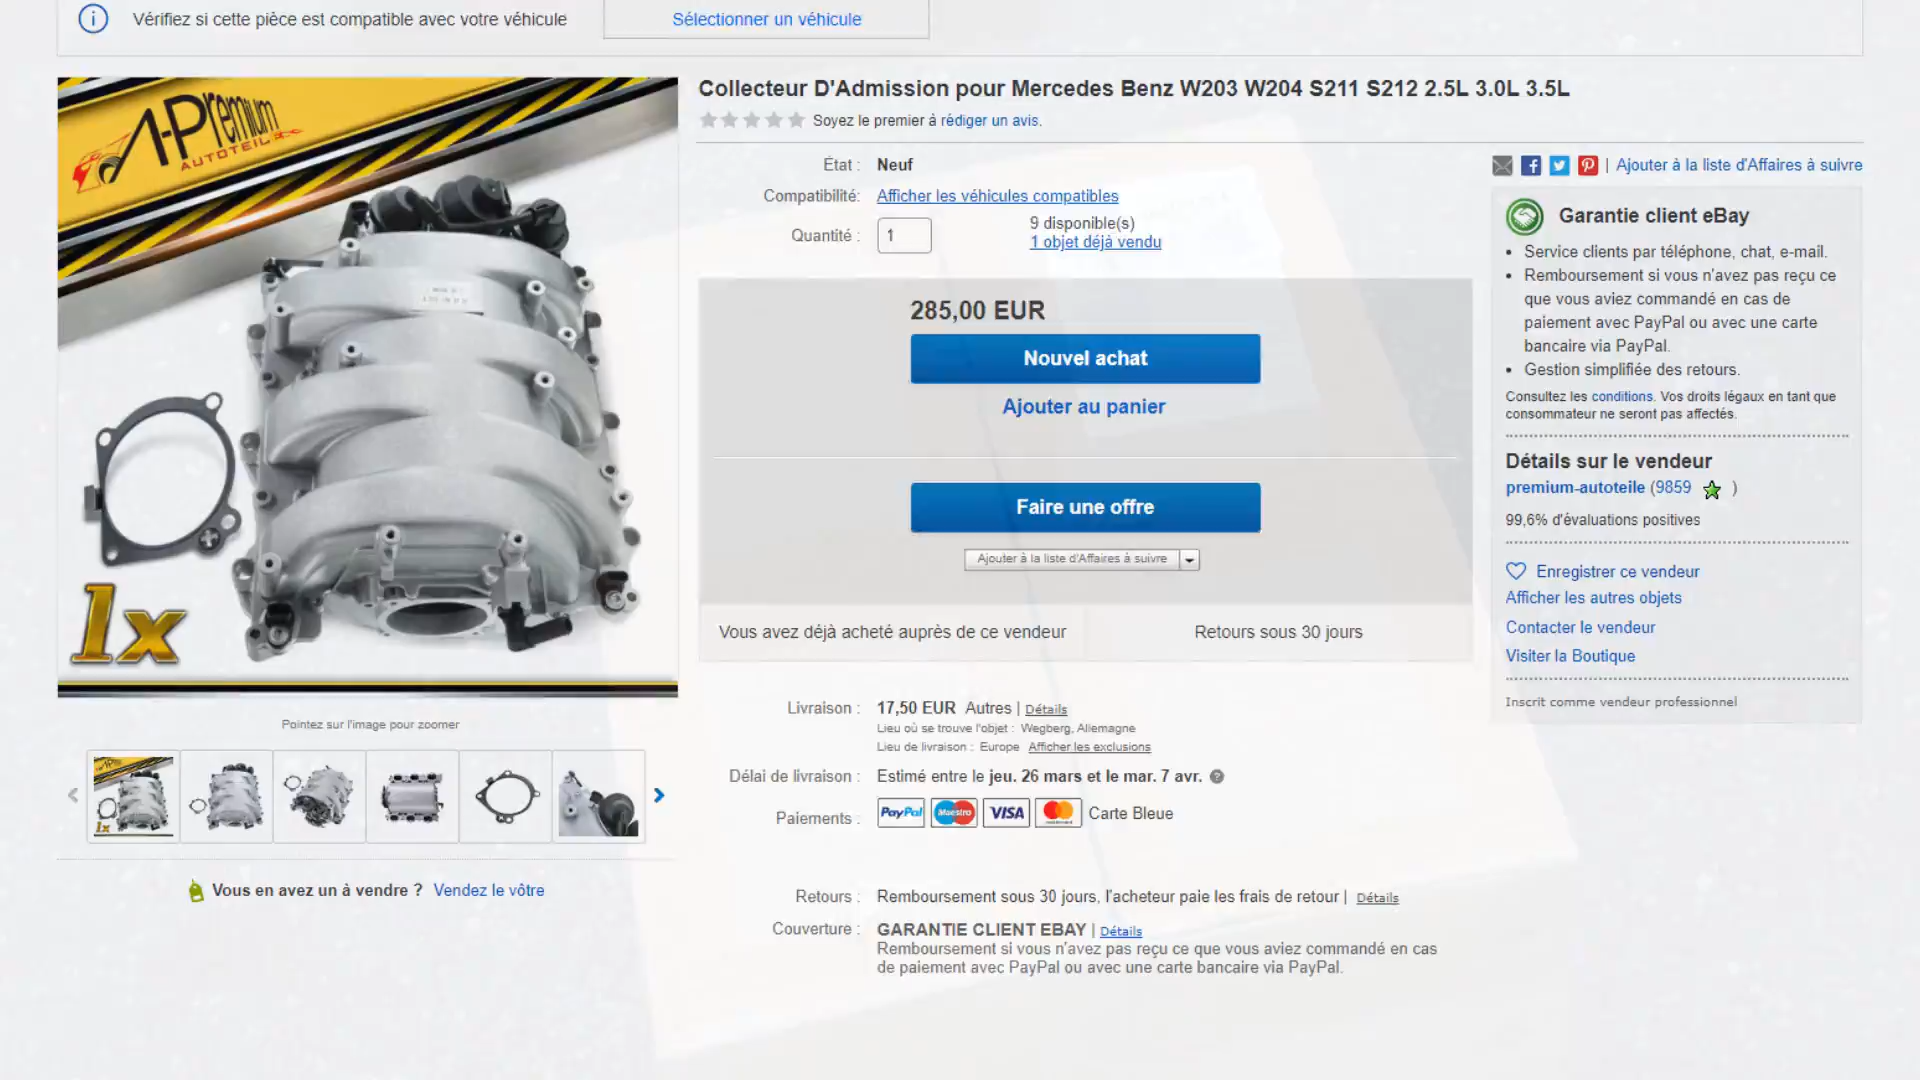 Vérifiez si cette pièce est compatible avec votre véhicule
Sélectionner un véhicule
A-Premium
AUTOTEILE
1x
Pointez sur l'image pour zoomer
Vous en avez un à vendre ? Vendez le vôtre
Collecteur D'Admission pour Mercedes Benz W203 W204 S211 S212 2.5L 3.0L 3.5L
Soyez le premier à rédiger un avis.
État : Neuf
Compatibilité: Afficher les véhicules compatibles
Quantité : 1
9 disponible(s)
1 objet déjà vendu
285,00 EUR
Nouvel achat
Ajouter au panier
Faire une offre
Ajouter à la liste d'Affaires à suivre
Vous avez déjà acheté auprès de ce vendeur
Retours sous 30 jours
Livraison : 17,50 EUR Autres | Détails
Lieu où se trouve l'objet : Wegberg, Allemagne
Lieu de livraison : Europe Afficher les exclusions
Délai de livraison : Estimé entre le jeu. 26 mars et le mar. 7 avr.
Paiements : PayPal Maestro VISA Carte Bleue
Retours : Remboursement sous 30 jours, l'acheteur paie les frais de retour | Détails
Couverture : GARANTIE CLIENT EBAY | Détails
Remboursement si vous n'avez pas reçu ce que vous aviez commandé en cas
de paiement avec PayPal ou avec une carte bancaire via PayPal.
| Ajouter à la liste d'Affaires à suivre
Garantie client eBay
• Service clients par téléphone, chat, e-mail.
• Remboursement si vous n'avez pas reçu ce
que vous aviez commandé en cas de
paiement avec PayPal ou avec une carte
bancaire via PayPal.
• Gestion simplifiée des retours.
Consultez les conditions. Vos droits légaux en tant que
consommateur ne seront pas affectés.
Détails sur le vendeur
premium-autoteile (9859 )
99,6% d'évaluations positives
Enregistrer ce vendeur
Afficher les autres objets
Contacter le vendeur
Visiter la Boutique
Inscrit comme vendeur professionnel